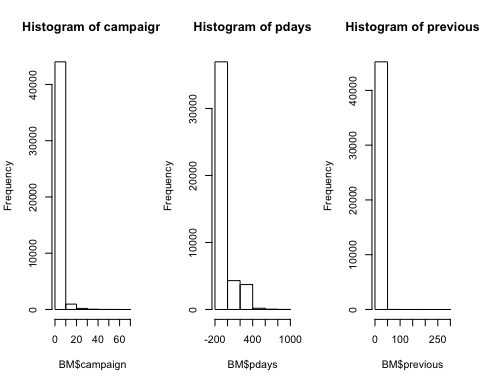 Histogram of campaigr
Frequency
0 10000 20000 30000 40000
0 20 40 60
BM$campaign
Histogram of pdays
Frequency
0 10000 20000 30000
-200 400 1000
BM$pdays
Histogram of previous
Frequency
0 10000 20000 30000 40000
0 100 250
BM$previous